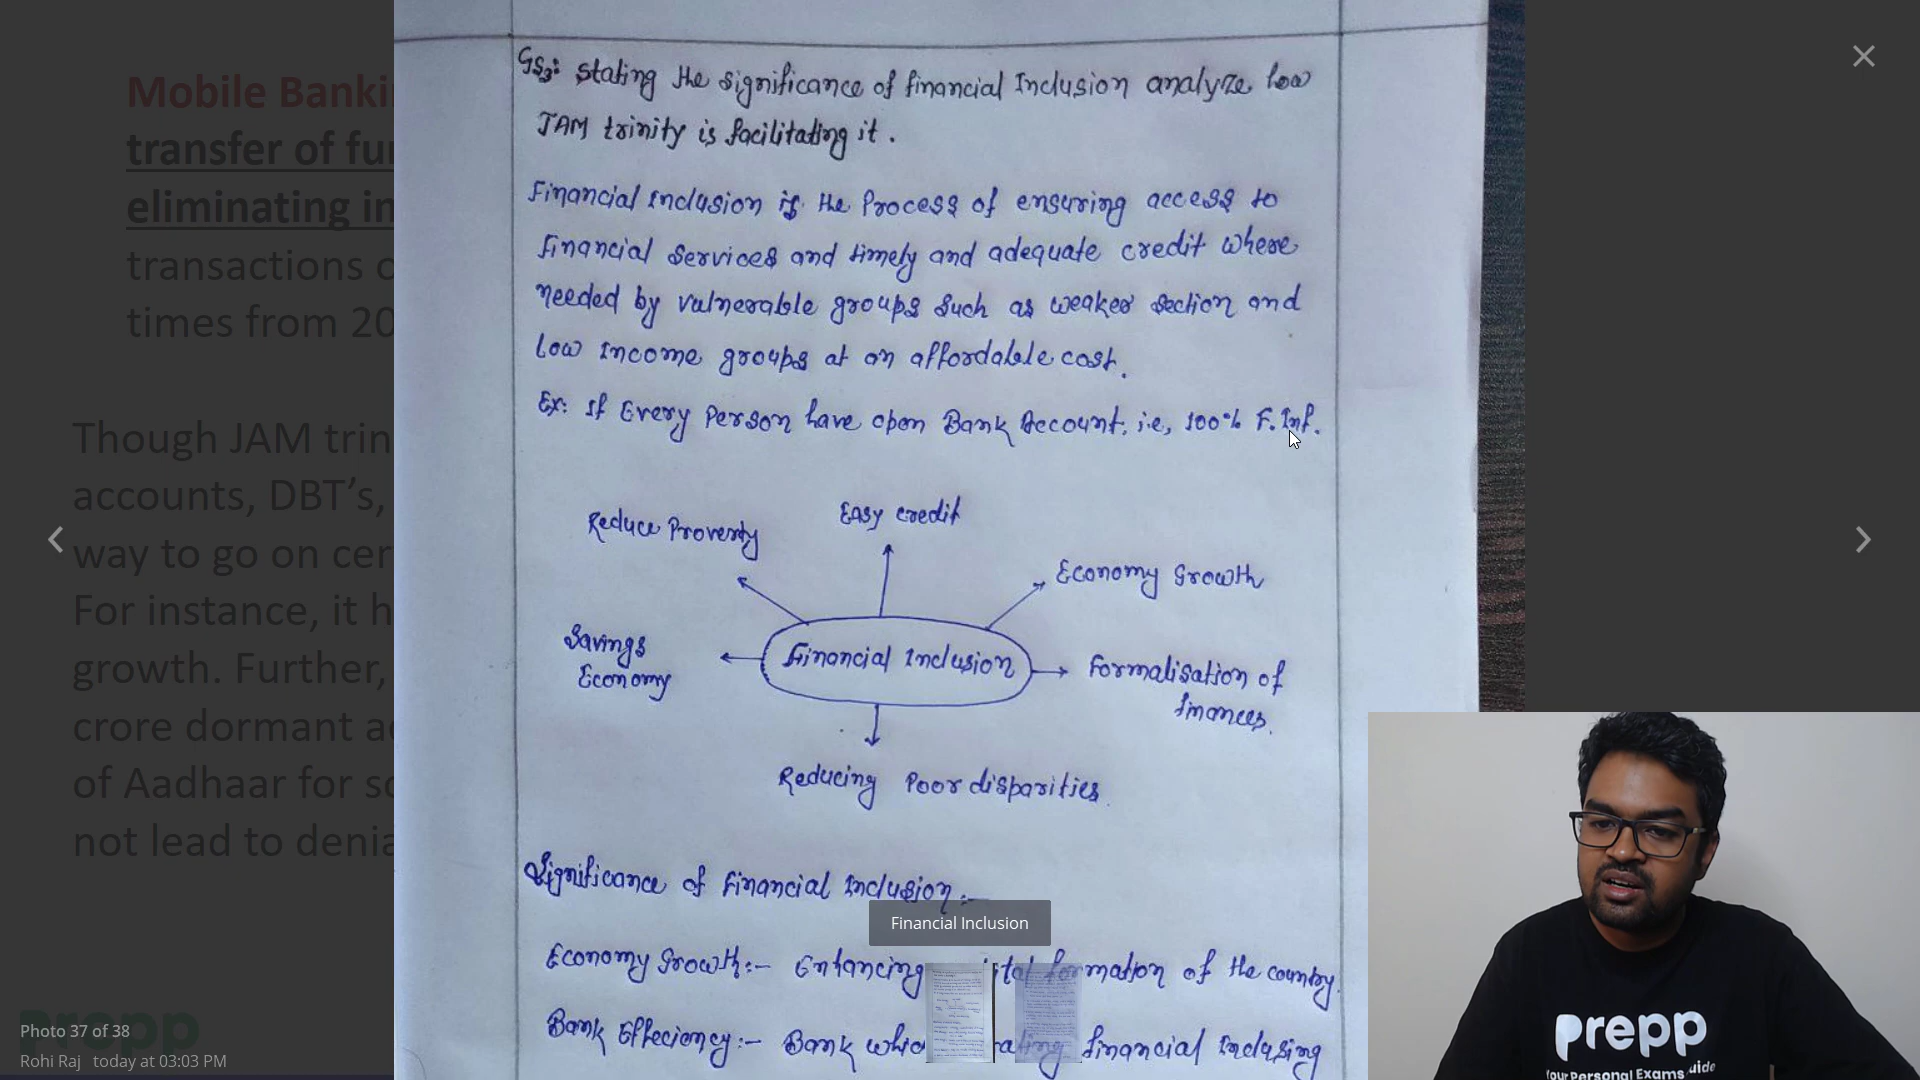 Mobile Banki
transfer of fu
eliminating in
transactions
times from 20
Though JAM trin
accounts, DBT's,
way to go on cer
For instance, it h
growth. Further,
crore dormant a
of Aadhaar for s
not lead to denia
GS3: Stating the significance of financial Inclusion analyze how
JAM trinity is facilitating it.
Financial Inclusion is the Process of ensuring access to
financial services and timely and adequate credit where
needed by vulnerable groups such as weaker section and
low income groups at an affordable cost.
Ex: If Every Person have open Bank Account, i.e, 100% F. Inf.
Easy credit
Reduce Proverty
Economy Growth
Savings
Economy
Financial Inclusion
Formalisation of
finances.
Reducing Poor disparities.
Significance of Financial Inclusion :-
Financial Inclusion
Economy Growth :- Enhancing formation of the country.
Bank Effeciency :- Bank financial Inclusing
Prepp
Photo 37 of 38
Rohi Raj today at 03:03 PM
prepp
Your Personal Exams Guide